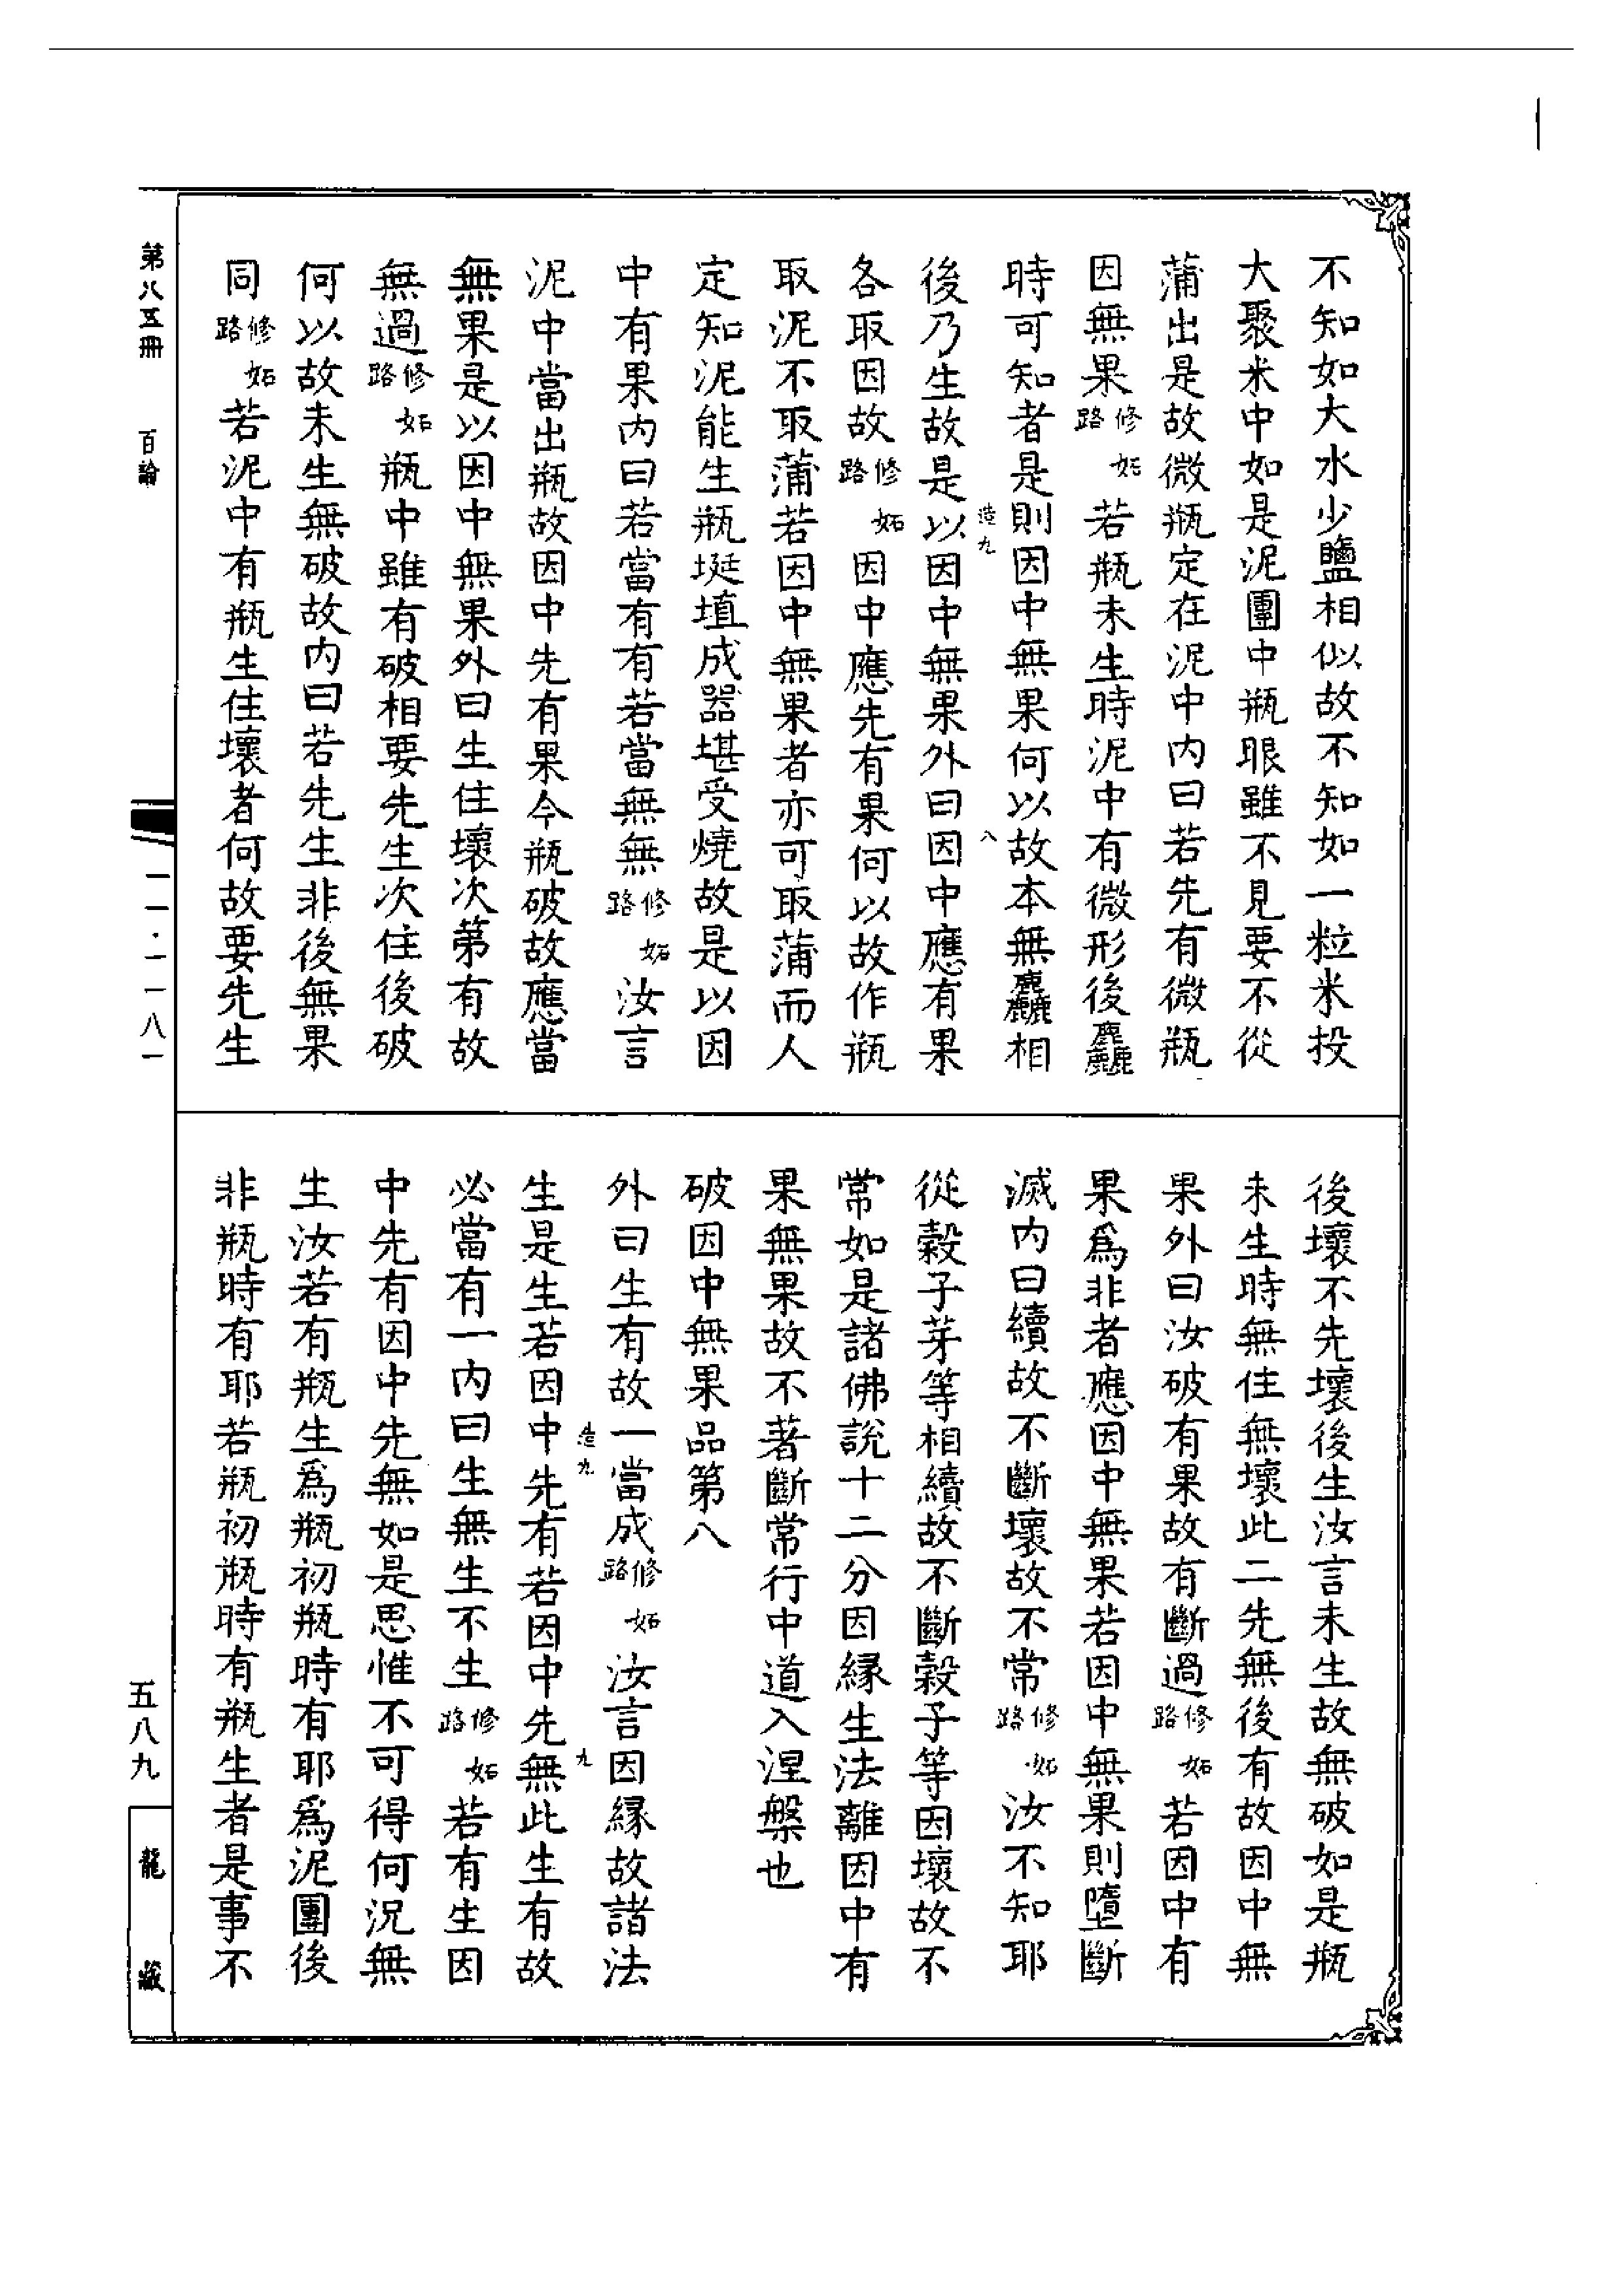 不知如大水少鹽相似故不知如一粒米投
大聚米中如是泥團中瓶眼雖不見要不從
蒲出是故微瓶定在泥中內曰若先有微瓶
因無果修妬路若瓶未生時泥中有微形後麤
時可知者是則因中無果何以故本無麤相
造九
八
後乃生故是以因中無果外曰因中應有果
各取因故修妬路因中應先有果何以故作瓶
取泥不取蒲若因中無果者亦可取蒲而人
定知泥能生瓶埏埴成器堪受燒故是以因
中有果內曰若當有有若當無無修妬路汝言
泥中當出瓶故因中先有果今瓶破故應當
無果是以因中無果外曰生住壞次第有故
無過修妬路瓶中雖有破相要先生次住後破
何以故未生無破故內曰若先生非後無果
同修妬路若泥中有瓶生住壞者何故要先生
後壞不先壞後生汝言未生故無破如是瓶
未生時無住無壞此二先無後有故因中無
果外曰汝破有果故有斷過修妬路若因中有
果為非者應因中無果若因中無果則墮斷
滅內曰續故不斷壞故不常修妬路汝不知耶
從穀子芽等相續故不斷穀子等因壞故不
常如是諸佛說十二分因緣生法離因中有
果無果故不著斷常行中道入涅槃也
破因中無果品第八
外曰生有故一當成修妬路汝言因緣故諸法
造九
九
生是生若因中先有若因中先無此生有故
必當有一內曰生無生不生修妬路若有生因
中先有因中先無如是思惟不可得何況無
生汝若有瓶生為瓶初瓶時有耶為泥團後
非瓶時有耶若瓶初瓶時有瓶生者是事不
第八五冊 百論
一一·一一八一
五八九
龍藏